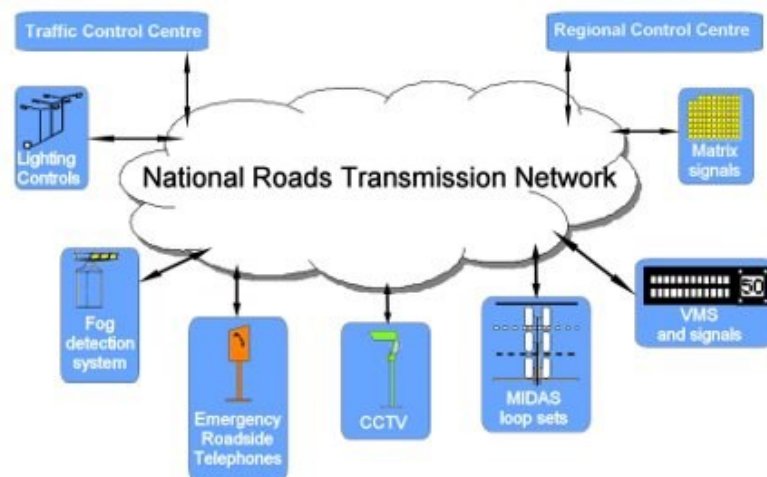 Traffic Control Centre
Regional Control Centre
Lighting
Controls
National Roads Transmission Network
Matrix
signals
Fog
detection
system
Emergency
Roadside
Telephones
CCTV
MIDAS
loop sets
50
VMS
and signals